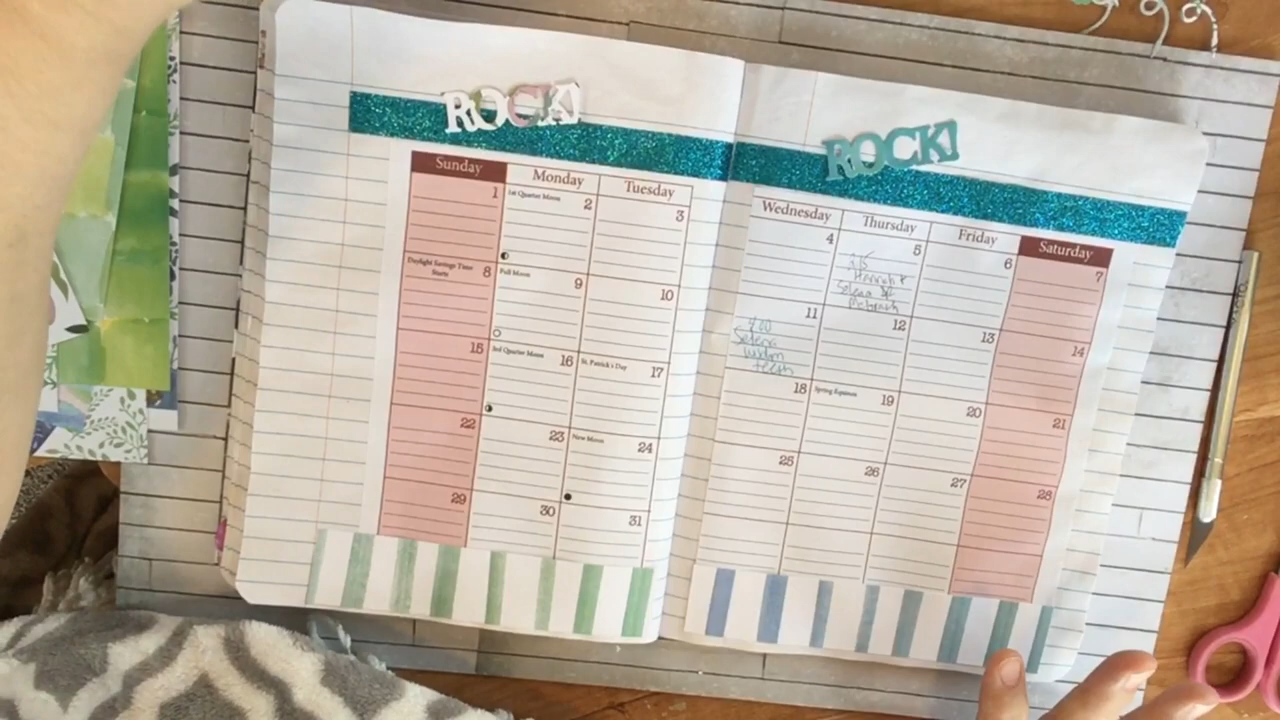 ROCK!
ROCK!
Sunday Monday Tuesday
Wednesday Thursday Friday Saturday
1
1st Quarter Moon 2
3
4
5
6
7
Hannah +
Daylight Savings Time
Starts 8
Full Moon 9
10
11
12
13
14
Selena
teeth
15
3rd Quarter Moon 16
St. Patrick's Day 17
18
Spring Equinox 19
20
21
22
23
New Moon 24
25
26
27
28
29
30
31